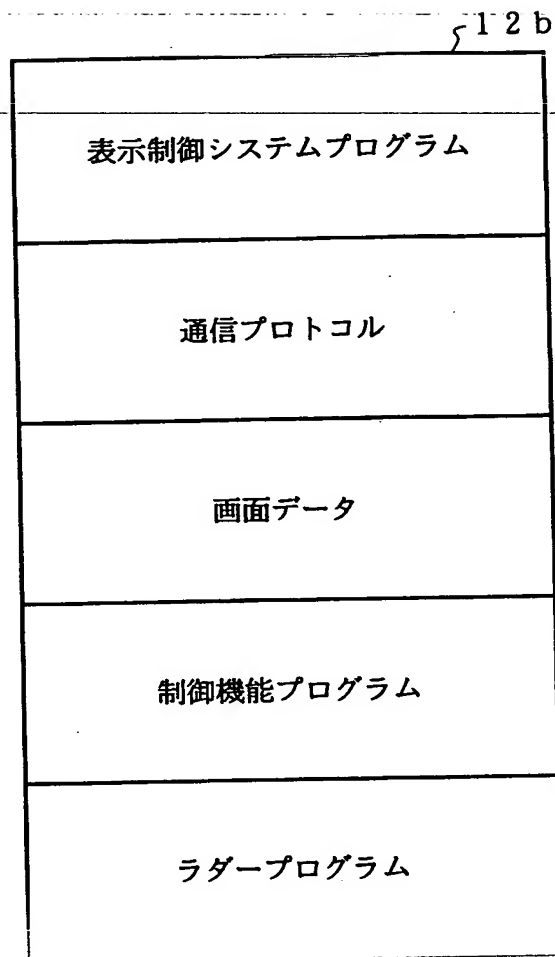 12b
表示制御システムプログラム
通信プロトコル
画面データ
制御機能プログラム
ラダープログラム